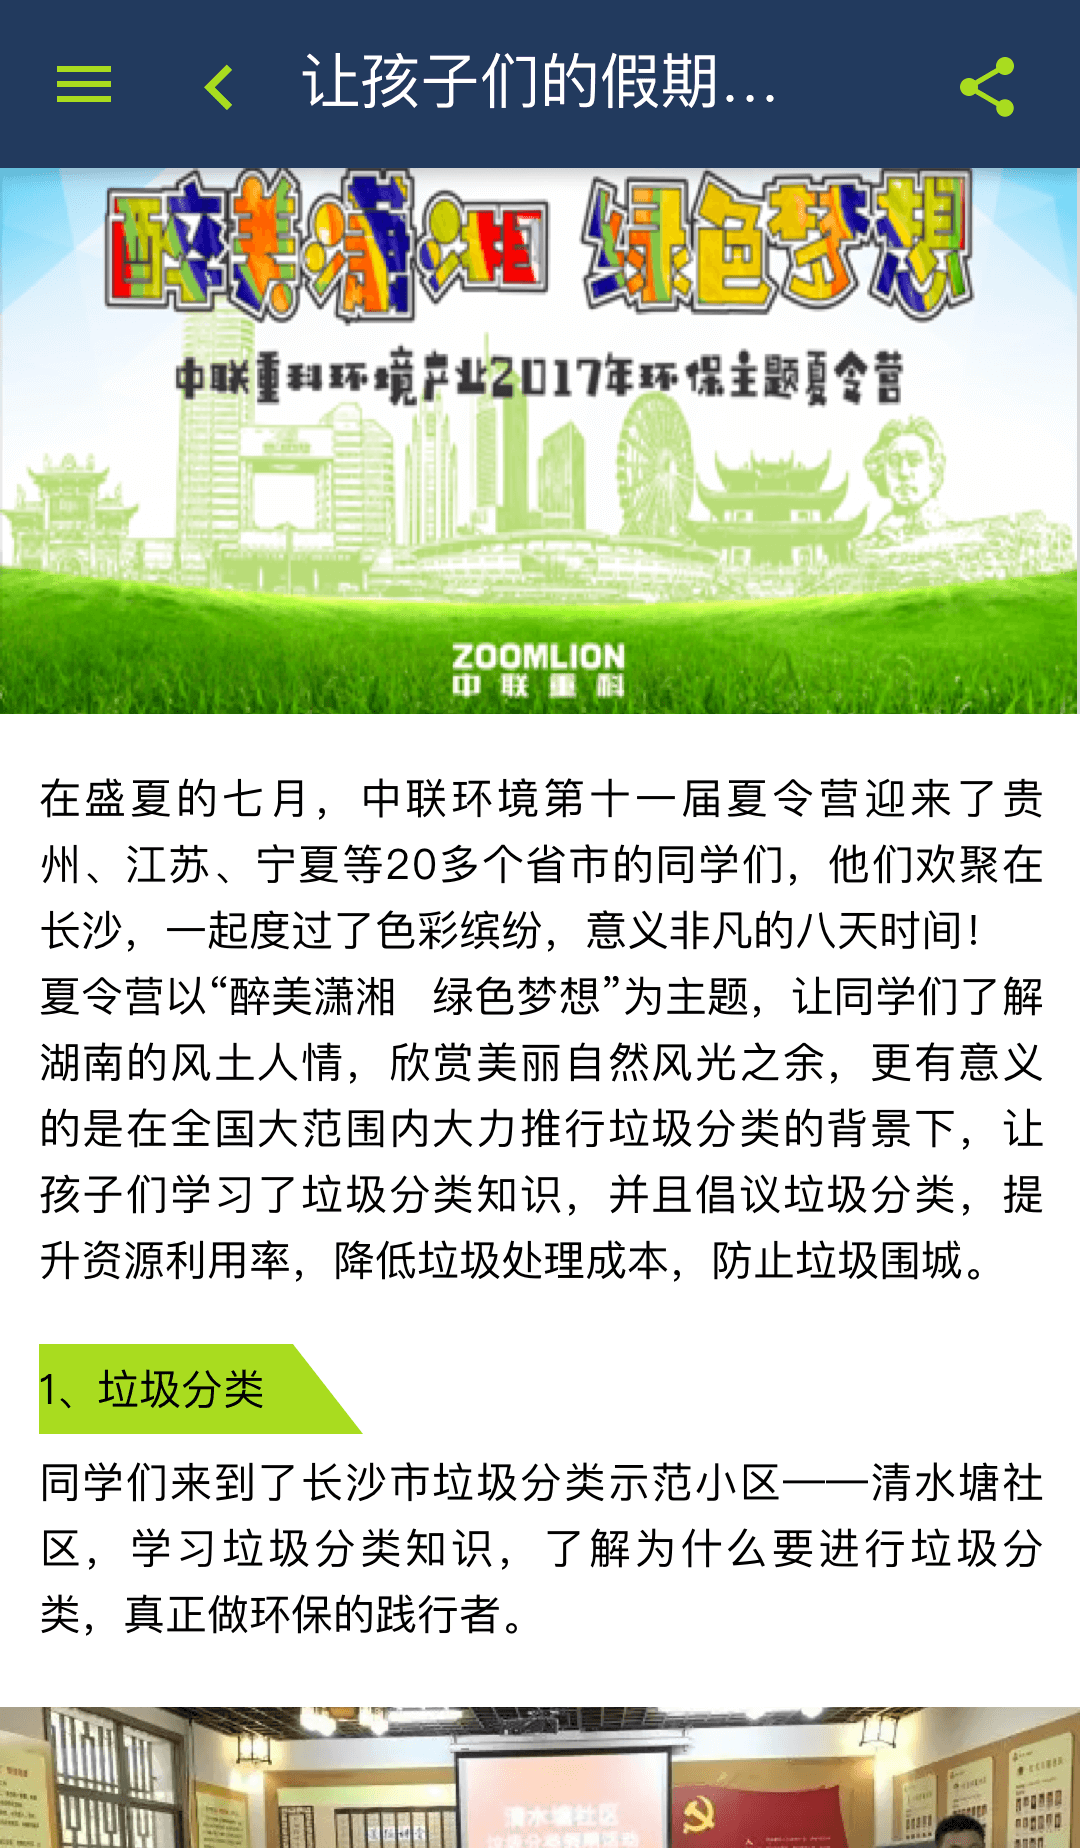 让孩子们的假期...
醉美潇湘 绿色梦想
中联重科环境产业2017年环保主题夏令营
ZOOMLION
中联重科
在盛夏的七月，中联环境第十一届夏令营迎来了贵
州、江苏、宁夏等20多个省市的同学们，他们欢聚在
长沙，一起度过了色彩缤纷，意义非凡的八天时间！
夏令营以“醉美潇湘 绿色梦想”为主题，让同学们了解
湖南的风土人情，欣赏美丽自然风光之余，更有意义
的是在全国大范围内大力推行垃圾分类的背景下，让
孩子们学习了垃圾分类知识，并且倡议垃圾分类，提
升资源利用率，降低垃圾处理成本，防止垃圾围城。
1、垃圾分类
同学们来到了长沙市垃圾分类示范小区——清水塘社
区，学习垃圾分类知识，了解为什么要进行垃圾分
类，真正做环保的践行者。
清水塘社区